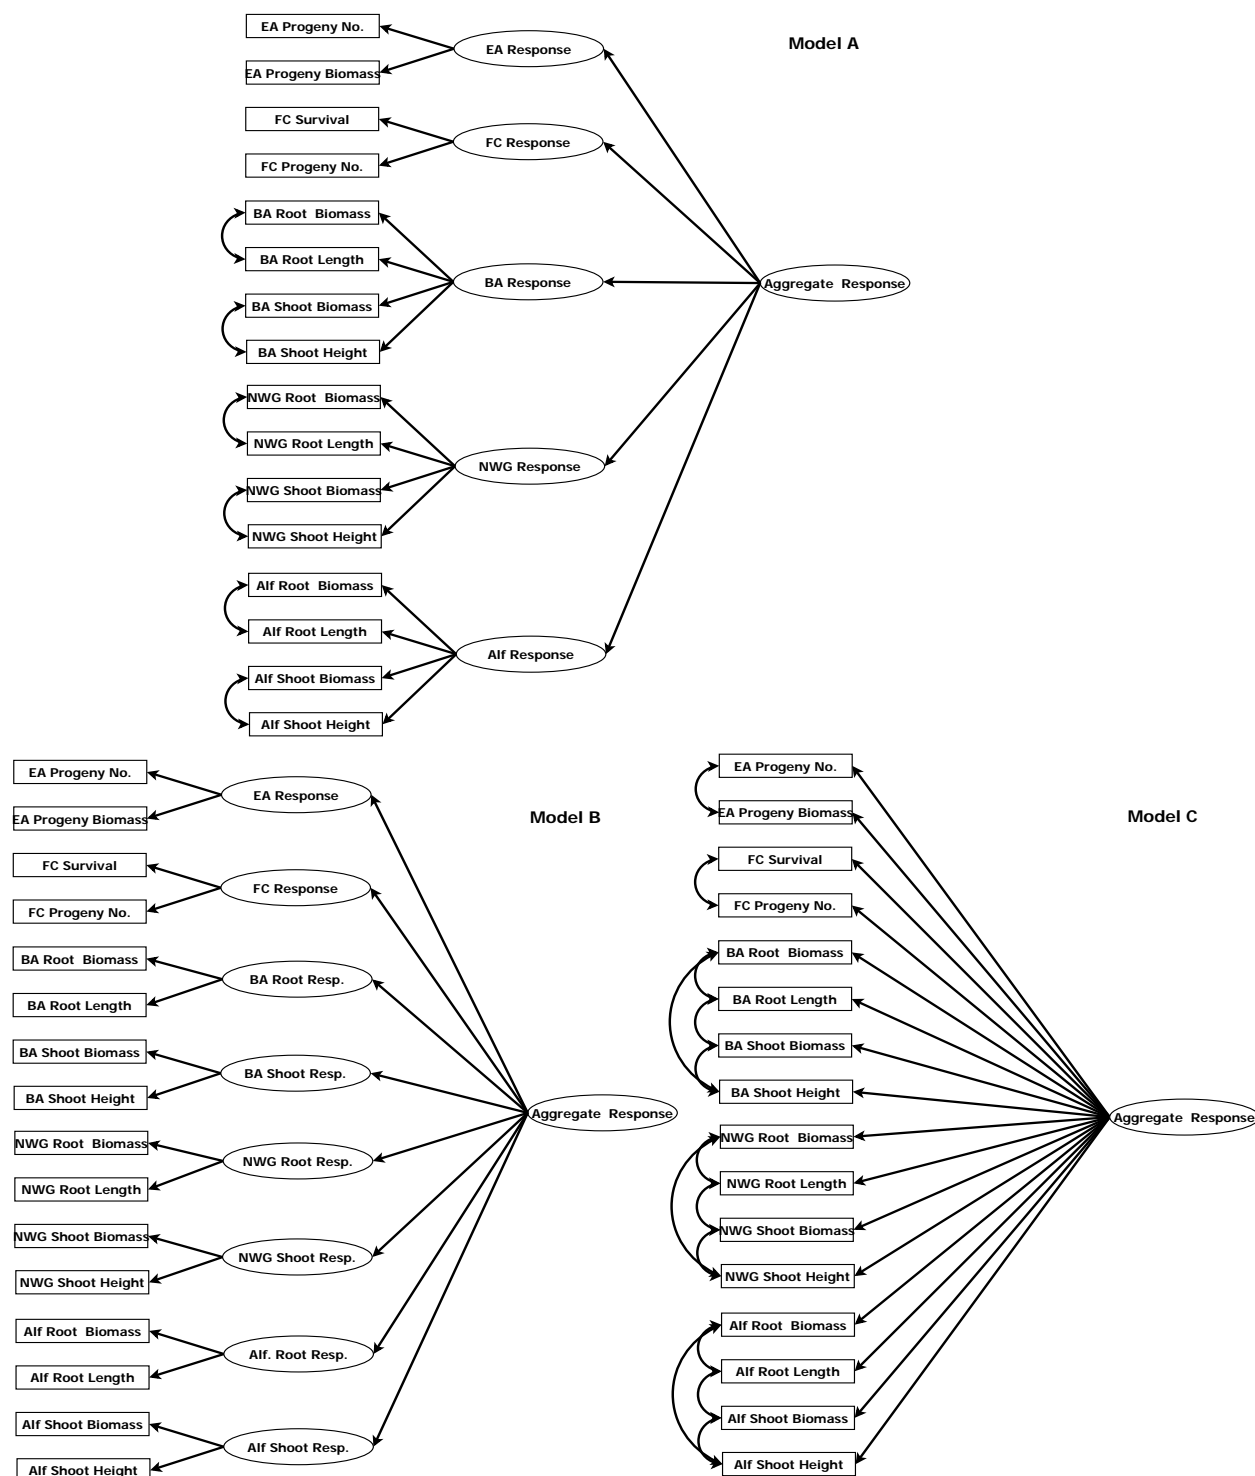 Model A
EA Progeny No.
EA Progeny Biomass
EA Response
FC Survival
FC Progeny No.
FC Response
BA Root Biomass
BA Root Length
BA Shoot Biomass
BA Shoot Height
BA Response
Aggregate Response
NWG Root Biomass
NWG Root Length
NWG Shoot Biomass
NWG Shoot Height
NWG Response
Alf Root Biomass
Alf Root Length
Alf Shoot Biomass
Alf Shoot Height
Alf Response
Model B
EA Progeny No.
EA Progeny Biomass
EA Response
FC Survival
FC Progeny No.
FC Response
BA Root Biomass
BA Root Length
BA Root Resp.
BA Shoot Biomass
BA Shoot Height
BA Shoot Resp.
Aggregate Response
NWG Root Biomass
NWG Root Length
NWG Root Resp.
NWG Shoot Biomass
NWG Shoot Height
NWG Shoot Resp.
Alf Root Biomass
Alf Root Length
Alf. Root Resp.
Alf Shoot Biomass
Alf Shoot Height
Alf Shoot Resp.
Model C
EA Progeny No.
EA Progeny Biomass
FC Survival
FC Progeny No.
BA Root Biomass
BA Root Length
BA Shoot Biomass
BA Shoot Height
Aggregate Response
NWG Root Biomass
NWG Root Length
NWG Shoot Biomass
NWG Shoot Height
Alf Root Biomass
Alf Root Length
Alf Shoot Biomass
Alf Shoot Height